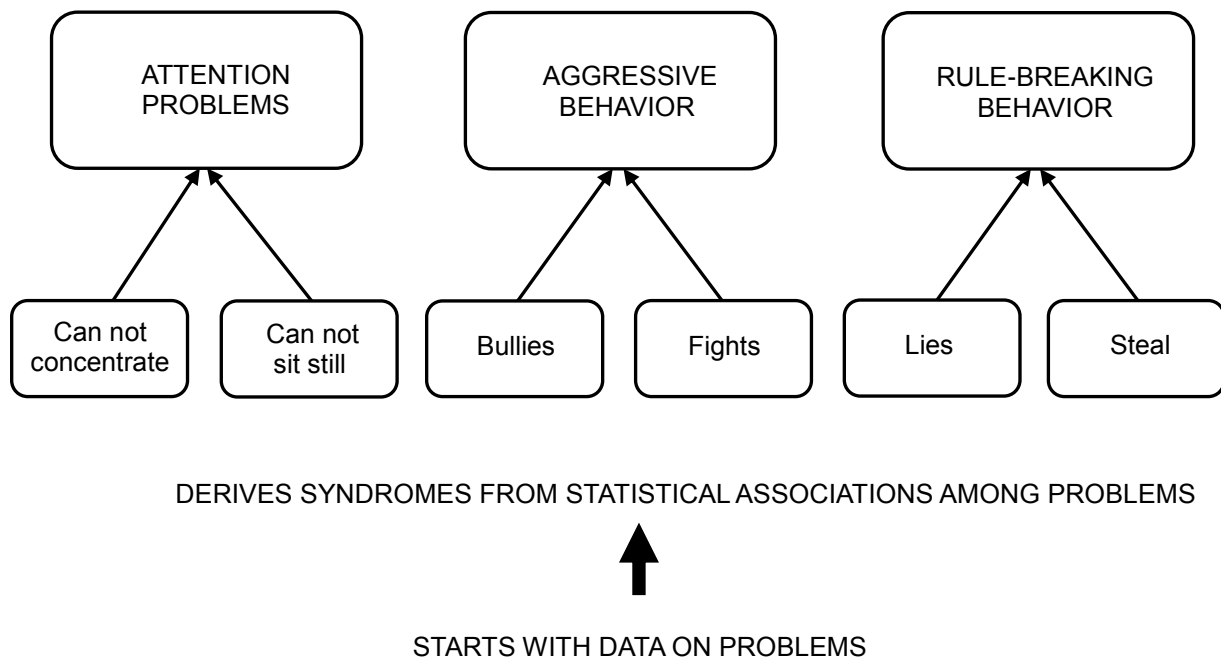 ATTENTION
PROBLEMS
AGGRESSIVE
BEHAVIOR
RULE-BREAKING
BEHAVIOR
Can not
concentrate
Can not
sit still
Bullies
Fights
Lies
Steal
DERIVES SYNDROMES FROM STATISTICAL ASSOCIATIONS AMONG PROBLEMS
STARTS WITH DATA ON PROBLEMS